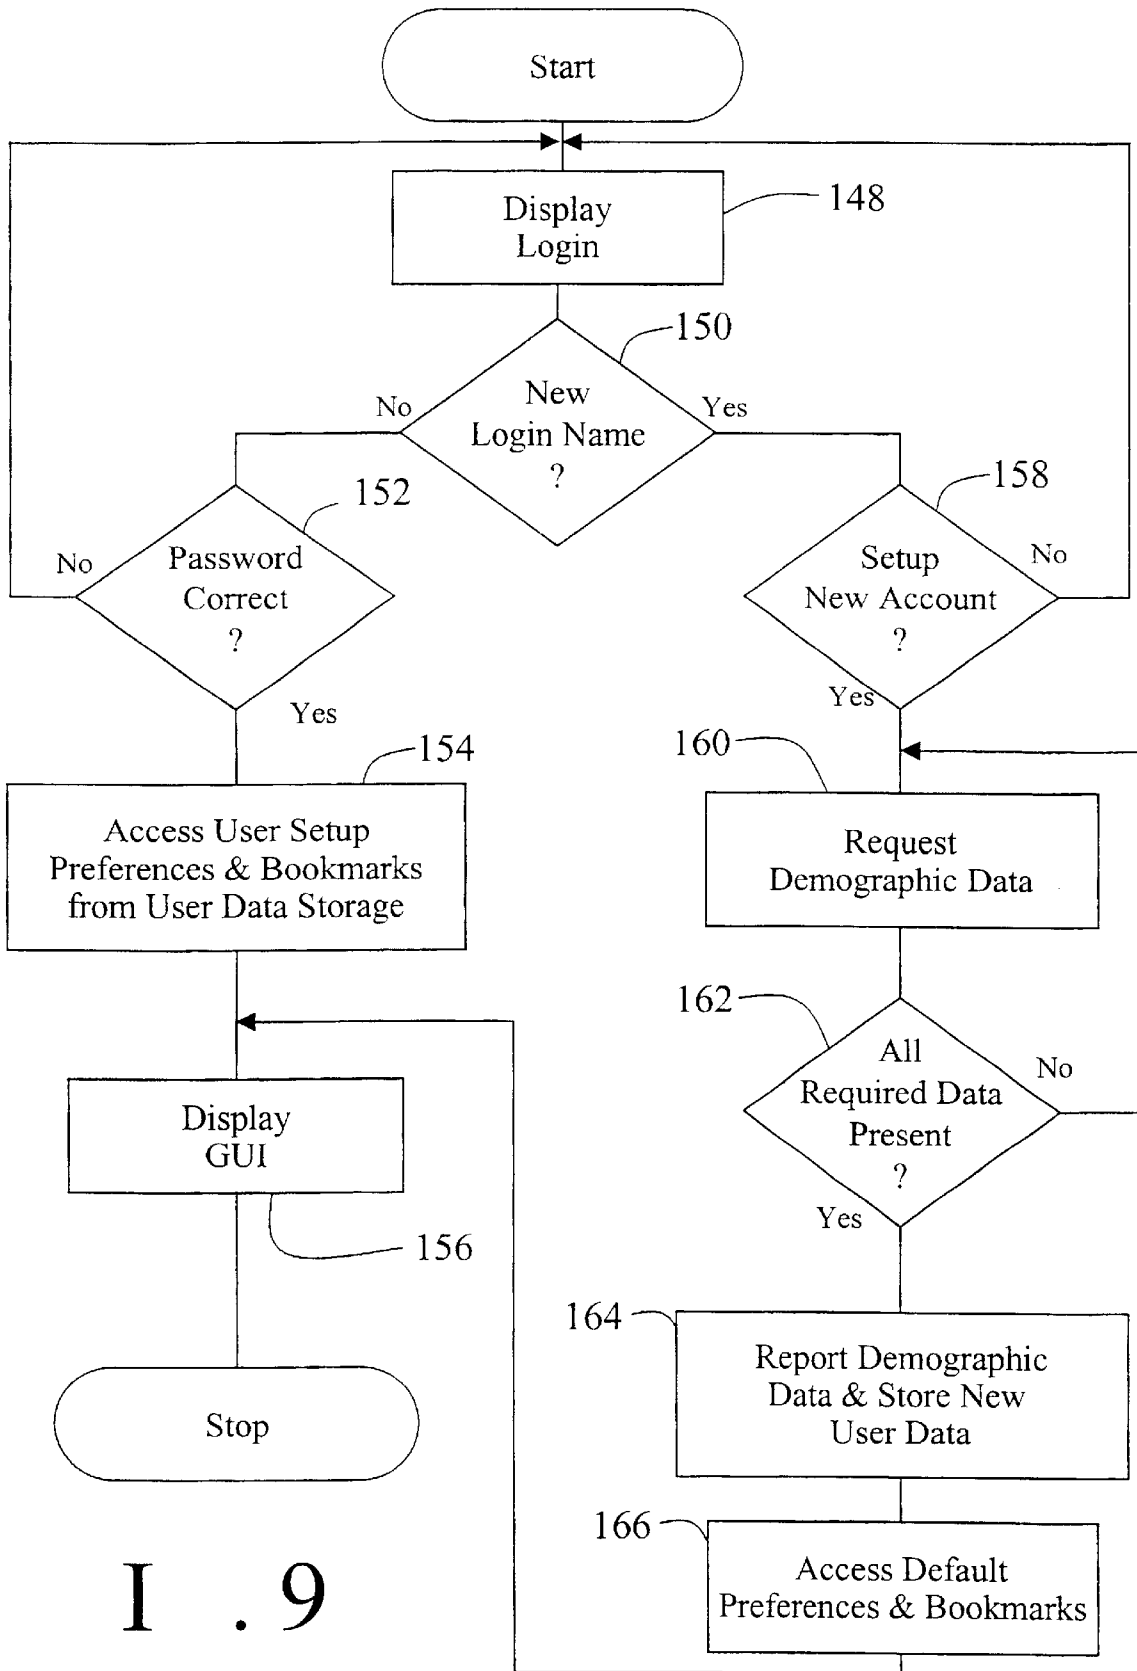 Start
Display
Login
148
150
New
Login Name
?
No
Yes
152
Password
Correct
?
No
Yes
158
Setup
New Account
?
No
Yes
154
Access User Setup
Preferences & Bookmarks
from User Data Storage
160
Request
Demographic Data
162
All
Required Data
Present
?
No
Yes
Display
GUI
156
164
Report Demographic
Data & Store New
User Data
Stop
166
Access Default
Preferences & Bookmarks
I . 9